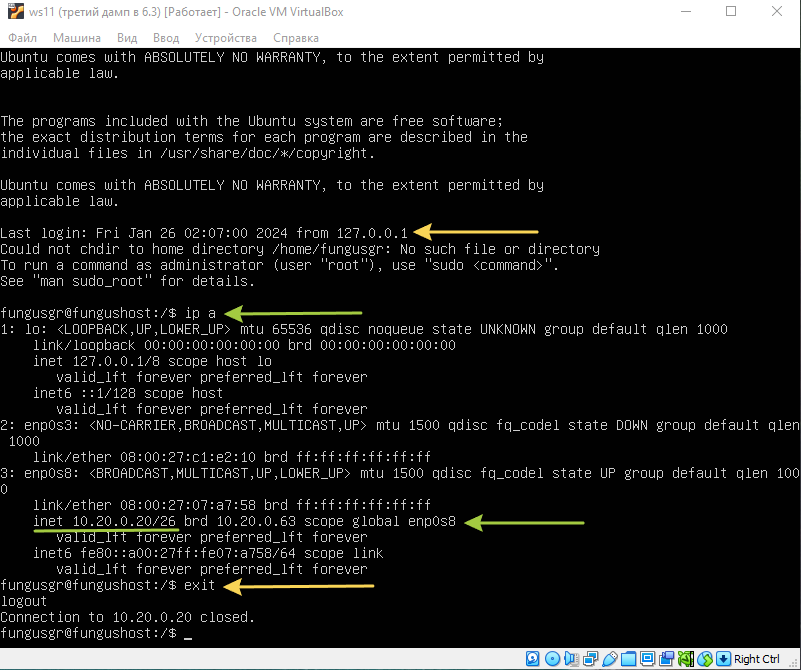 ws11 (третий дамп в 6.3) [Работает] - Oracle VM VirtualBox
Файл Машина Вид Ввод Устройства Справка
Ubuntu comes with ABSOLUTELY NO WARRANTY, to the extent permitted by
applicable law.
The programs included with the Ubuntu system are free software;
the exact distribution terms for each program are described in the
individual files in /usr/share/doc/*/copyright.
Ubuntu comes with ABSOLUTELY NO WARRANTY, to the extent permitted by
applicable law.
Last login: Fri Jan 26 02:07:00 2024 from 127.0.0.1
Could not chdir to home directory /home/fungusgr: No such file or directory
To run a command as administrator (user "root"), use "sudo <command>".
See "man sudo_root" for details.
fungusgr@fungushost:/$ ip a
1: lo: <LOOPBACK,UP,LOWER_UP> mtu 65536 qdisc noqueue state UNKNOWN group default qlen 1000
link/loopback 00:00:00:00:00:00 brd 00:00:00:00:00:00
inet 127.0.0.1/8 scope host lo
valid_lft forever preferred_lft forever
inet6 ::1/128 scope host
valid_lft forever preferred_lft forever
2: enp0s3: <NO-CARRIER,BROADCAST,MULTICAST,UP> mtu 1500 qdisc fq_codel state DOWN group default qlen
1000
link/ether 08:00:27:c1:e2:10 brd ff:ff:ff:ff:ff:ff
3: enp0s8: <BROADCAST,MULTICAST,UP,LOWER_UP> mtu 1500 qdisc fq_codel state UP group default qlen 100
0
link/ether 08:00:27:07:a7:58 brd ff:ff:ff:ff:ff:ff
inet 10.20.0.20/26 brd 10.20.0.63 scope global enp0s8
valid_lft forever preferred_lft forever
inet6 fe80::a00:27ff:fe07:a758/64 scope link
valid_lft forever preferred_lft forever
fungusgr@fungushost:/$ exit
logout
Connection to 10.20.0.20 closed.
fungusgr@fungushost:/$ _
Right Ctrl